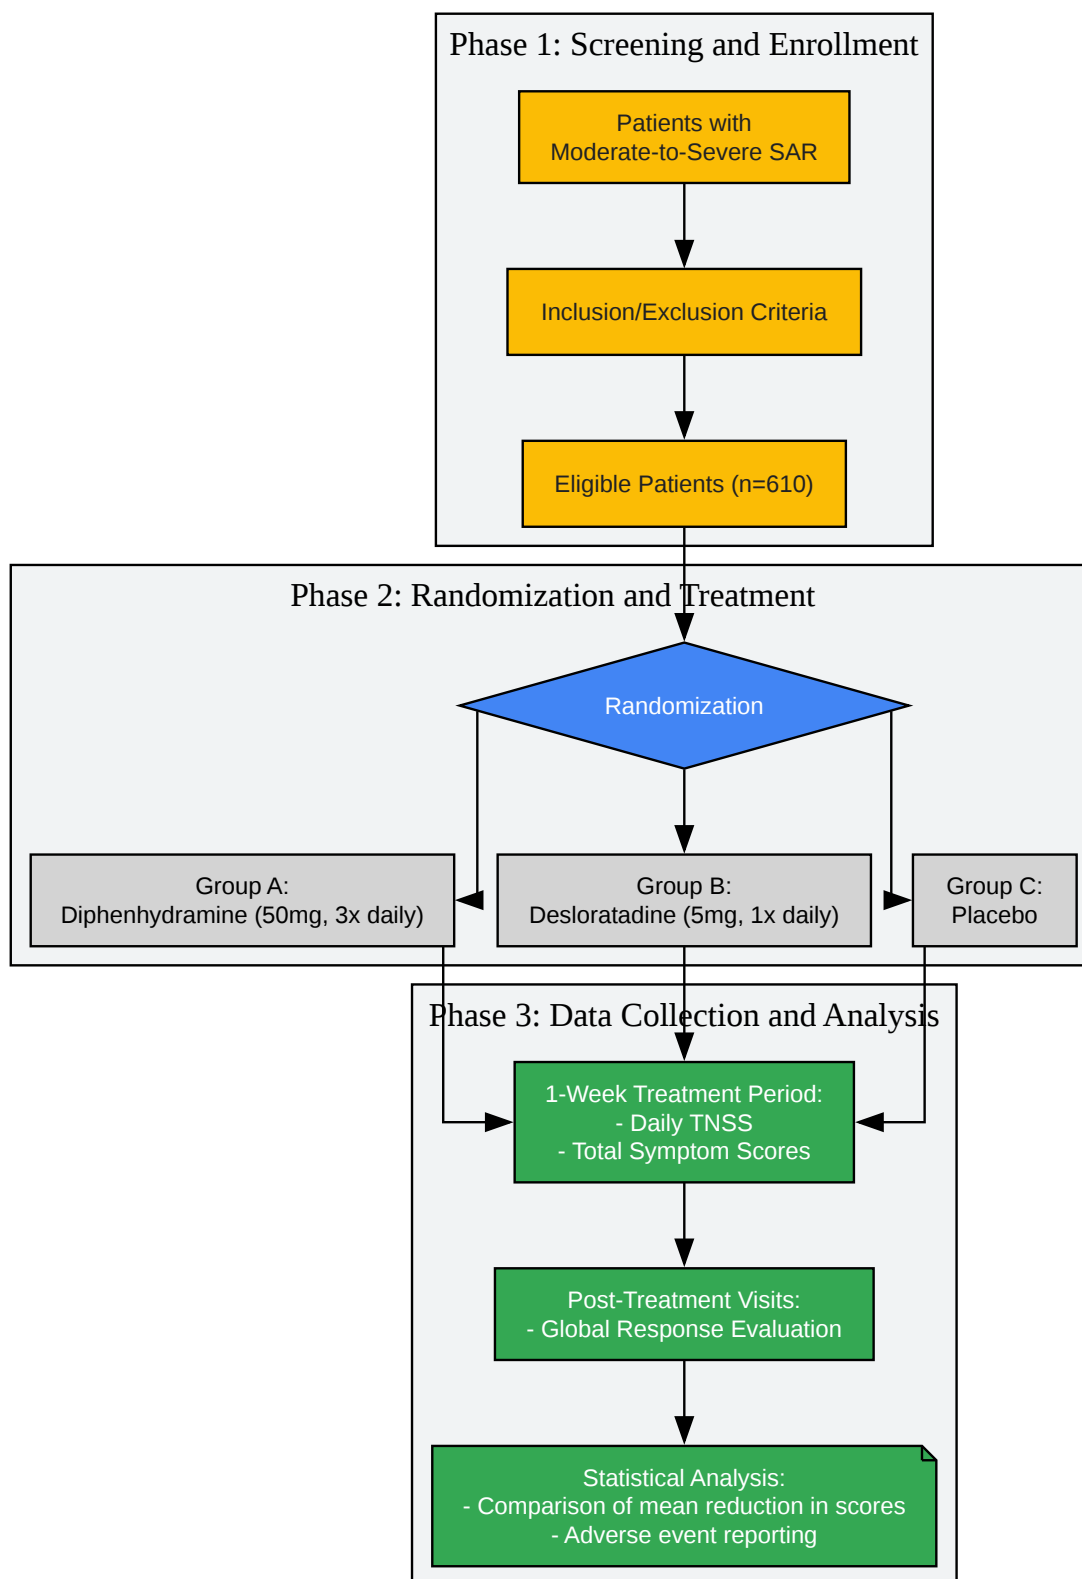 Phase 1: Screening and Enrollment
Patients with
Moderate-to-Severe SAR
Inclusion/Exclusion Criteria
Eligible Patients (n=610)
Phase 2: Randomization and Treatment
Randomization
Group A:
Diphenhydramine (50mg, 3x daily)
Group B:
Desloratadine (5mg, 1x daily)
Group C:
Placebo
Phase 3: Data Collection and Analysis
1-Week Treatment Period:
- Daily TNSS
- Total Symptom Scores
Post-Treatment Visits:
- Global Response Evaluation
Statistical Analysis:
- Comparison of mean reduction in scores
- Adverse event reporting